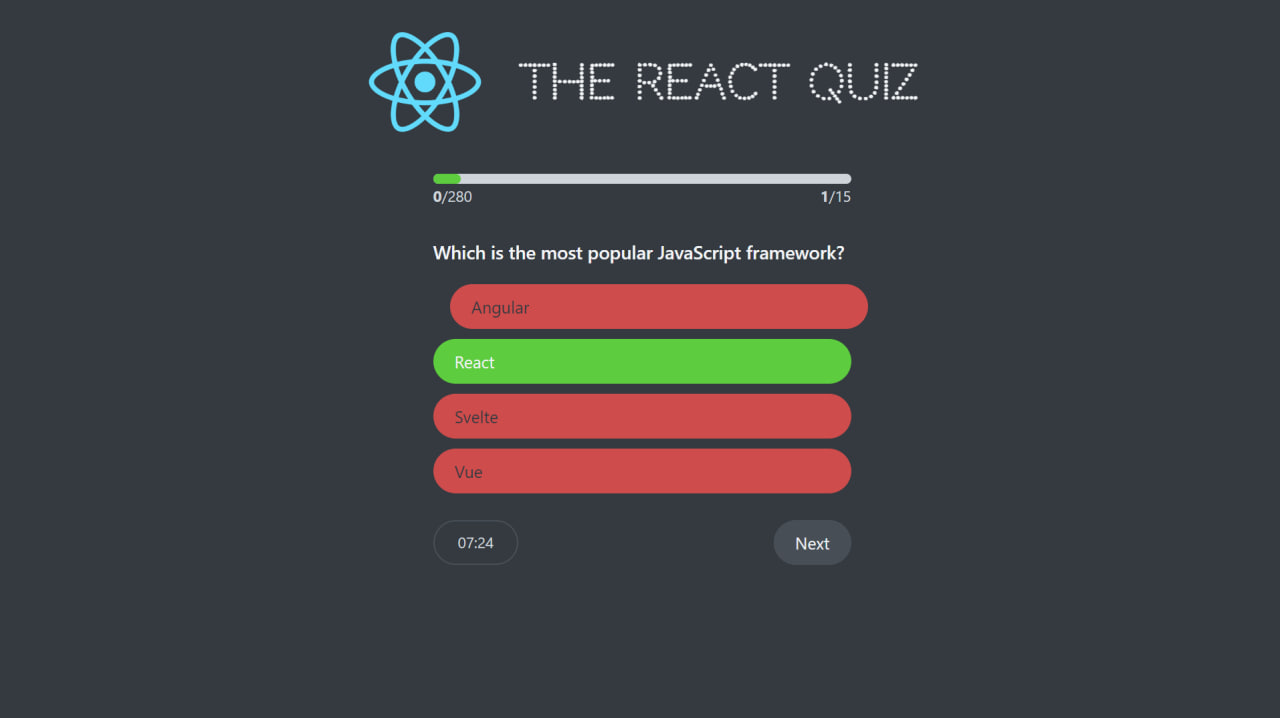 THE REACT QUIZ
0/280 1/15
Which is the most popular JavaScript framework?
Angular
React
Svelte
Vue
07:24 Next